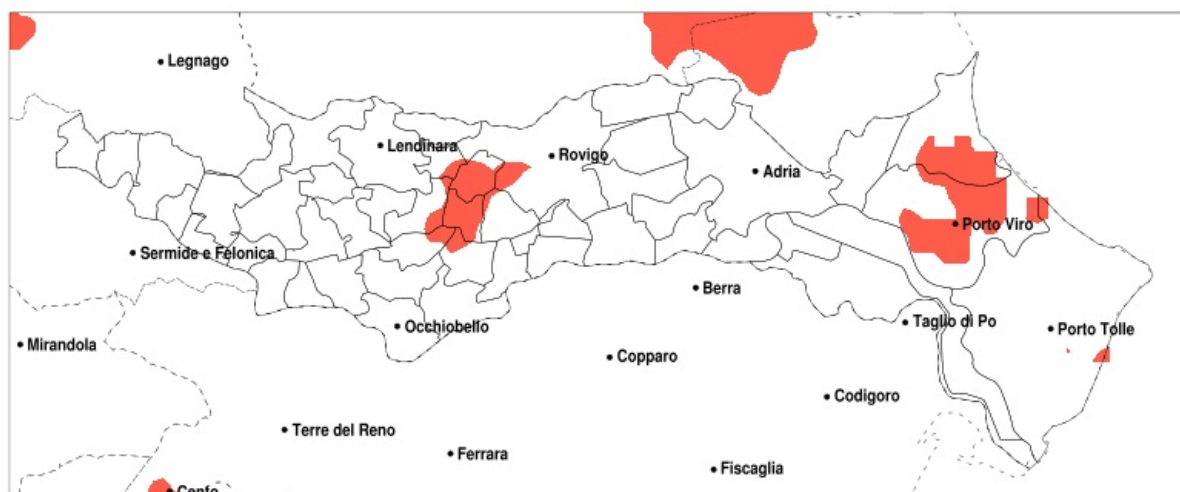 Legnago
Lendinara
Rovigo
Adria
Porto Viro
Sermide e Felonica
Berra
Occhiobello
Taglio di Po
Porto Tolle
Mirandola
Copparo
Codigoro
Terre del Reno
Ferrara
Fiscaglia
Cento